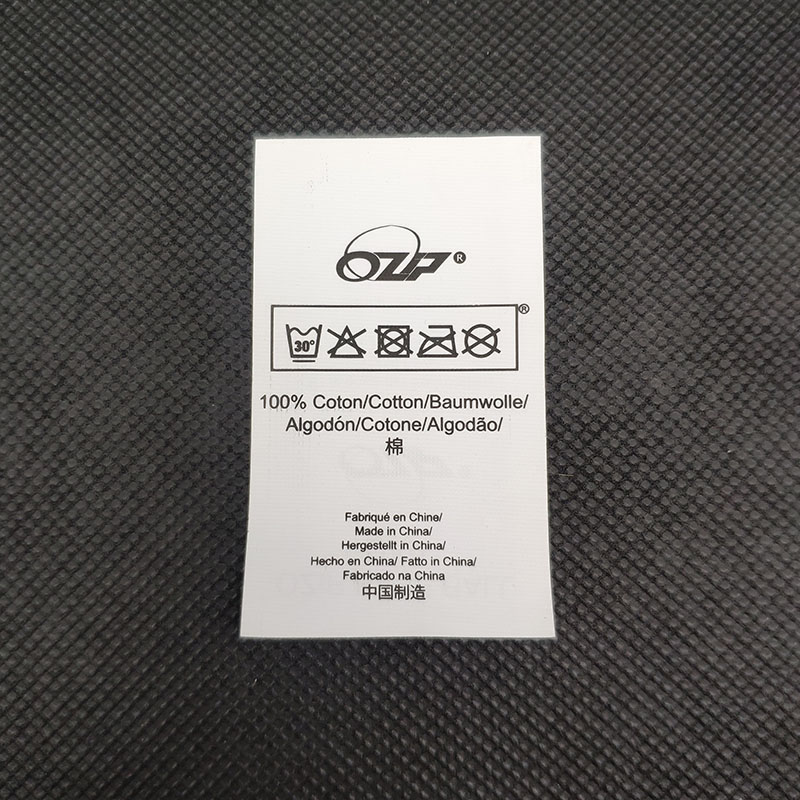 OZP®
®
30°
100% Coton/Cotton/Baumwolle/
Algodón/Cotone/Algodão/
棉
Fabriqué en Chine/
Made in China/
Hergestellt in China/
Hecho en China/ Fatto in China/
Fabricado na China
中国制造